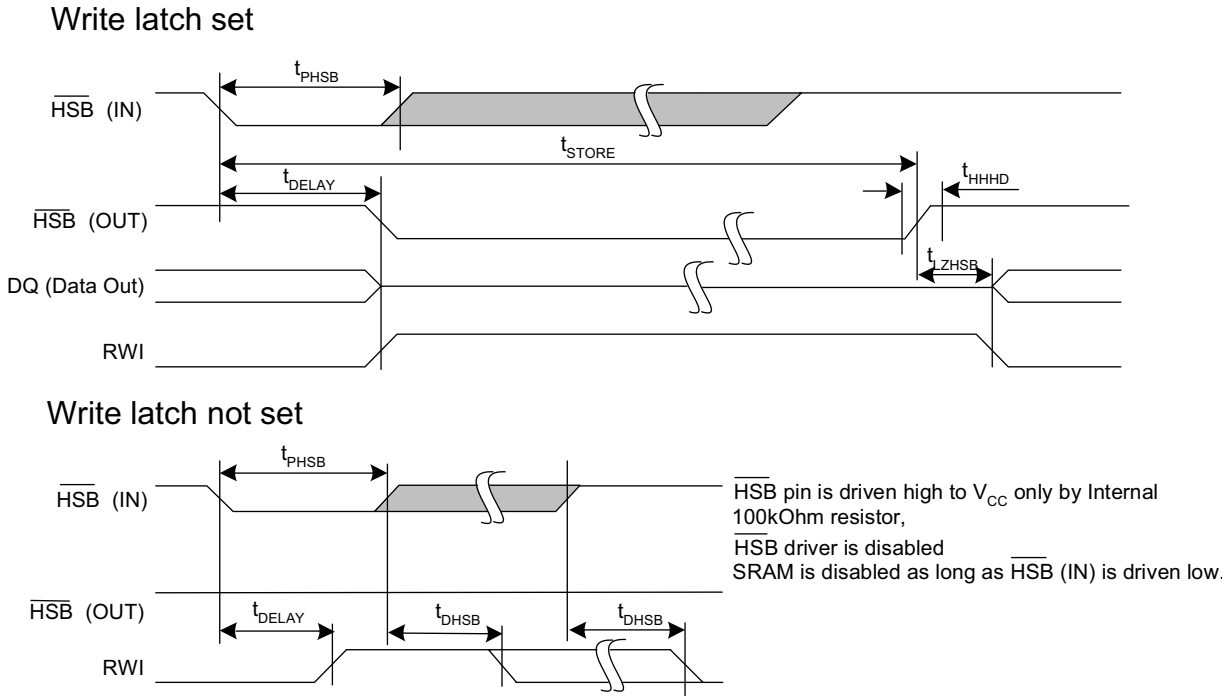 Write latch set
tPHSB
HSB (IN)
tSTORE
tDELAY
tHHHD
HSB (OUT)
tLZHSB
DQ (Data Out)
RWI
Write latch not set
tPHSB
HSB (IN)
HSB pin is driven high to VCC only by Internal
100kOhm resistor,
HSB driver is disabled
SRAM is disabled as long as HSB (IN) is driven low.
HSB (OUT)
tDELAY
tDHSB
tDHSB
RWI